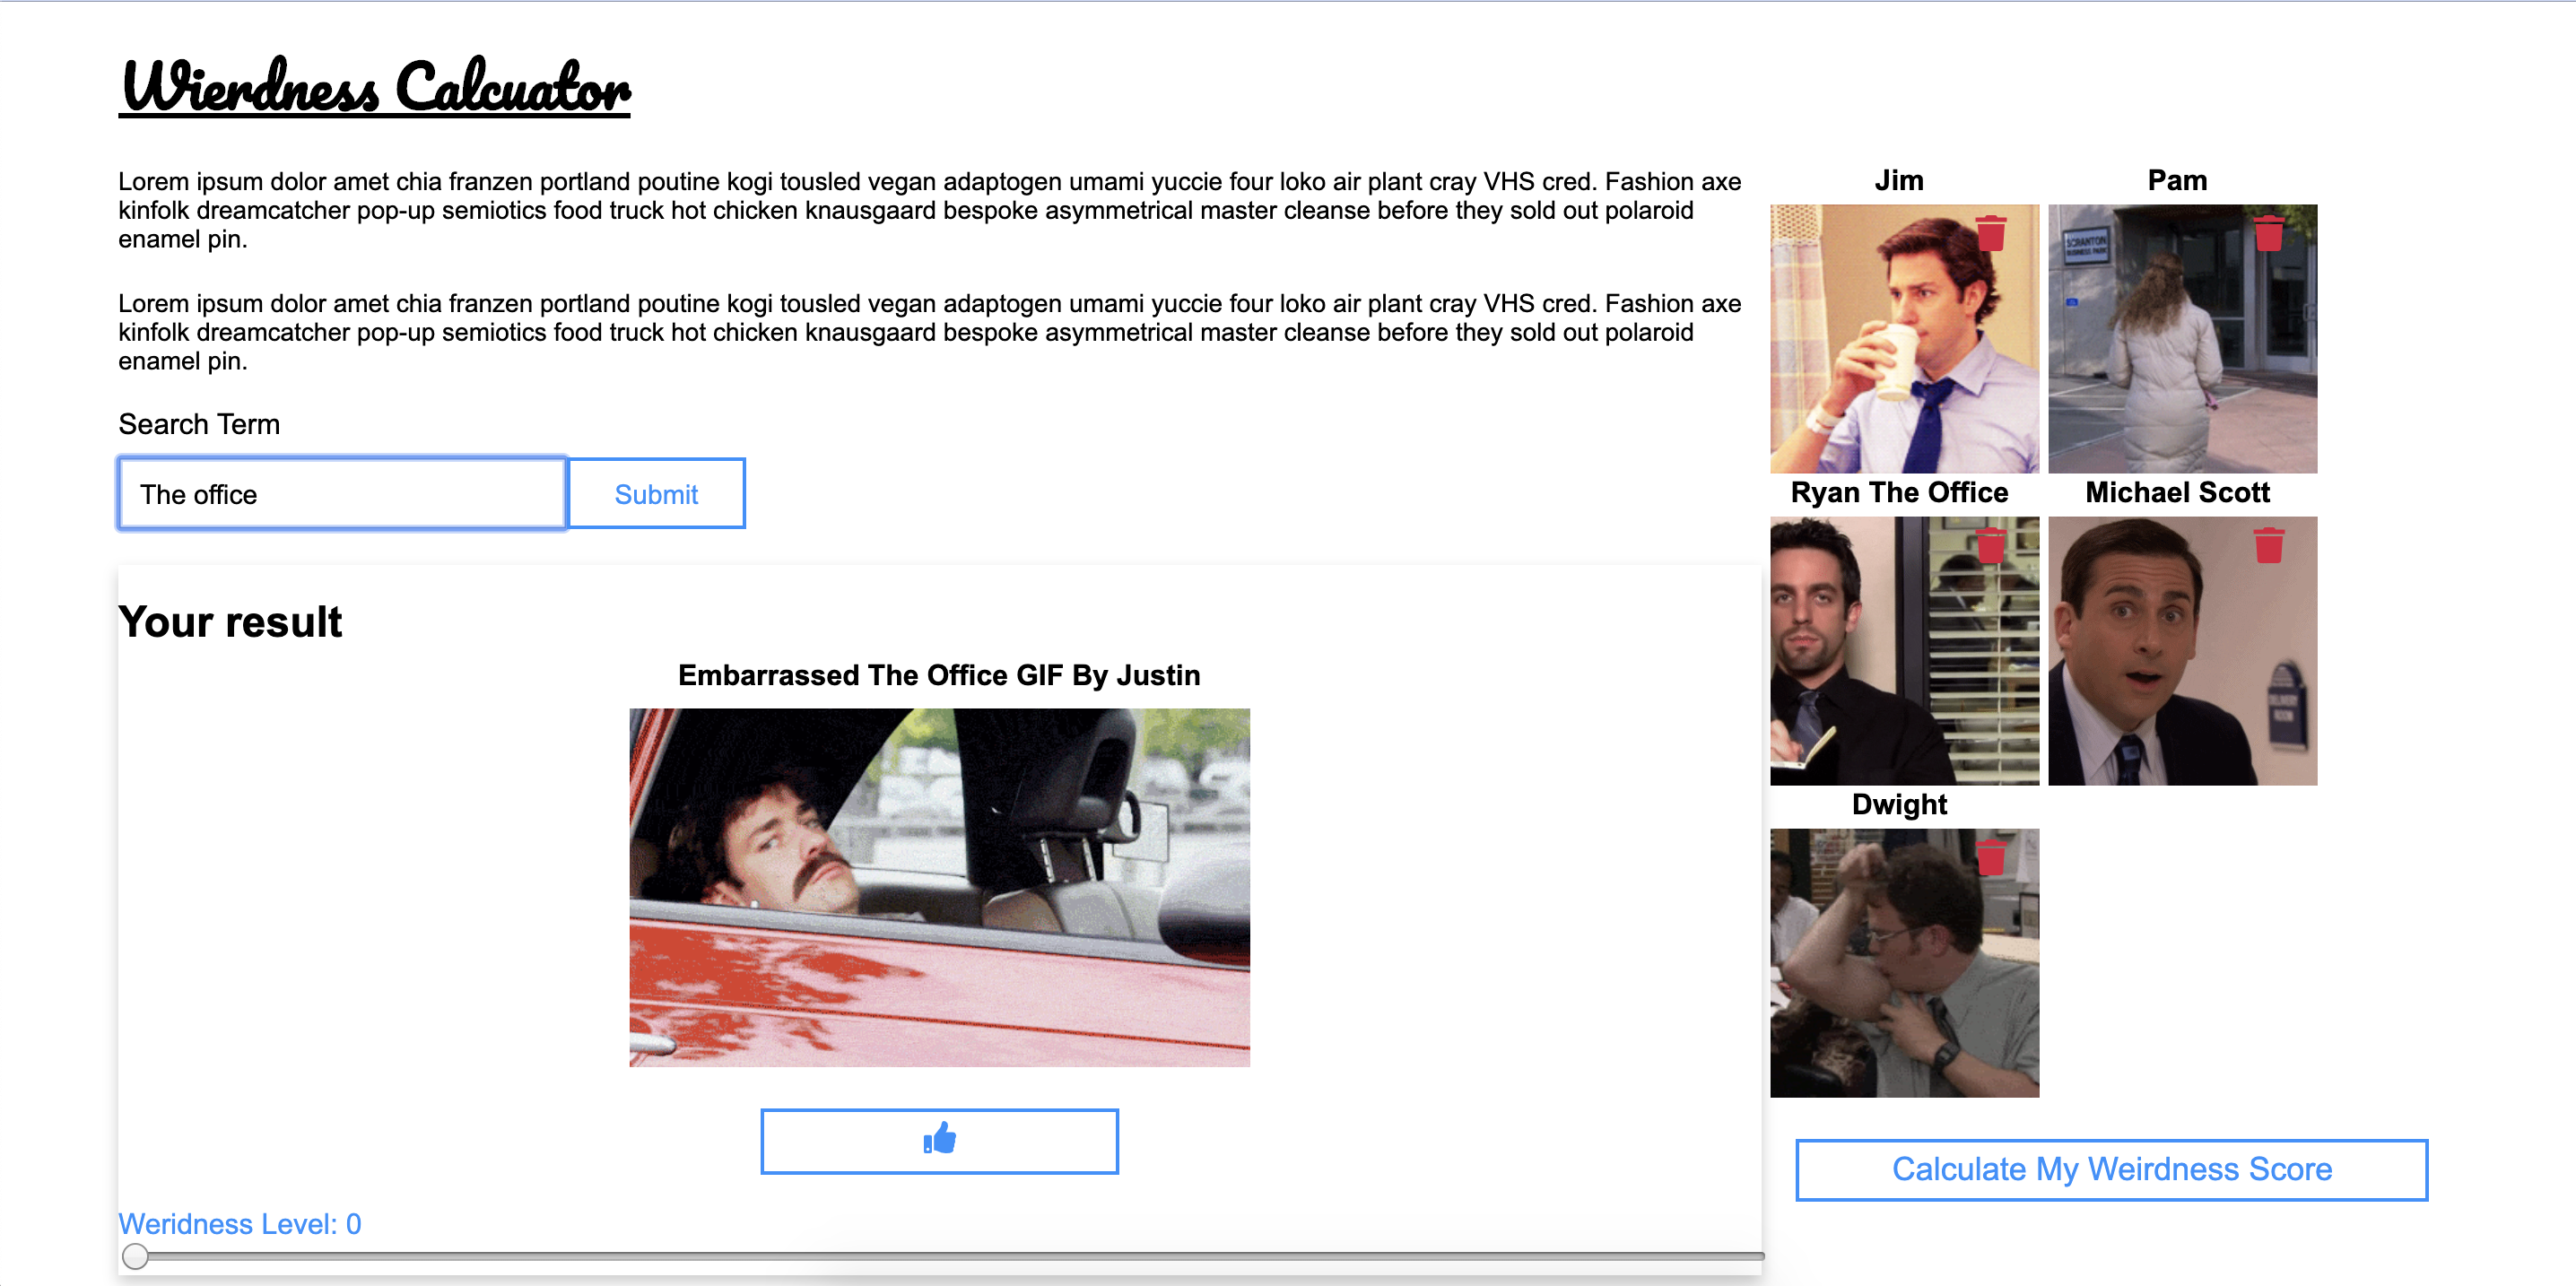 Wierdness Calcuator
Lorem ipsum dolor amet chia franzen portland poutine kogi tousled vegan adaptogen umami yuccie four loko air plant cray VHS cred. Fashion axe
kinfolk dreamcatcher pop-up semiotics food truck hot chicken knausgaard bespoke asymmetrical master cleanse before they sold out polaroid
enamel pin.
Lorem ipsum dolor amet chia franzen portland poutine kogi tousled vegan adaptogen umami yuccie four loko air plant cray VHS cred. Fashion axe
kinfolk dreamcatcher pop-up semiotics food truck hot chicken knausgaard bespoke asymmetrical master cleanse before they sold out polaroid
enamel pin.
Search Term
The office
Submit
Your result
Embarrassed The Office GIF By Justin
Weridness Level: 0
Jim
Pam
SCRANTON
BUSINESS PARK
Ryan The Office
Michael Scott
Dwight
Calculate My Weirdness Score